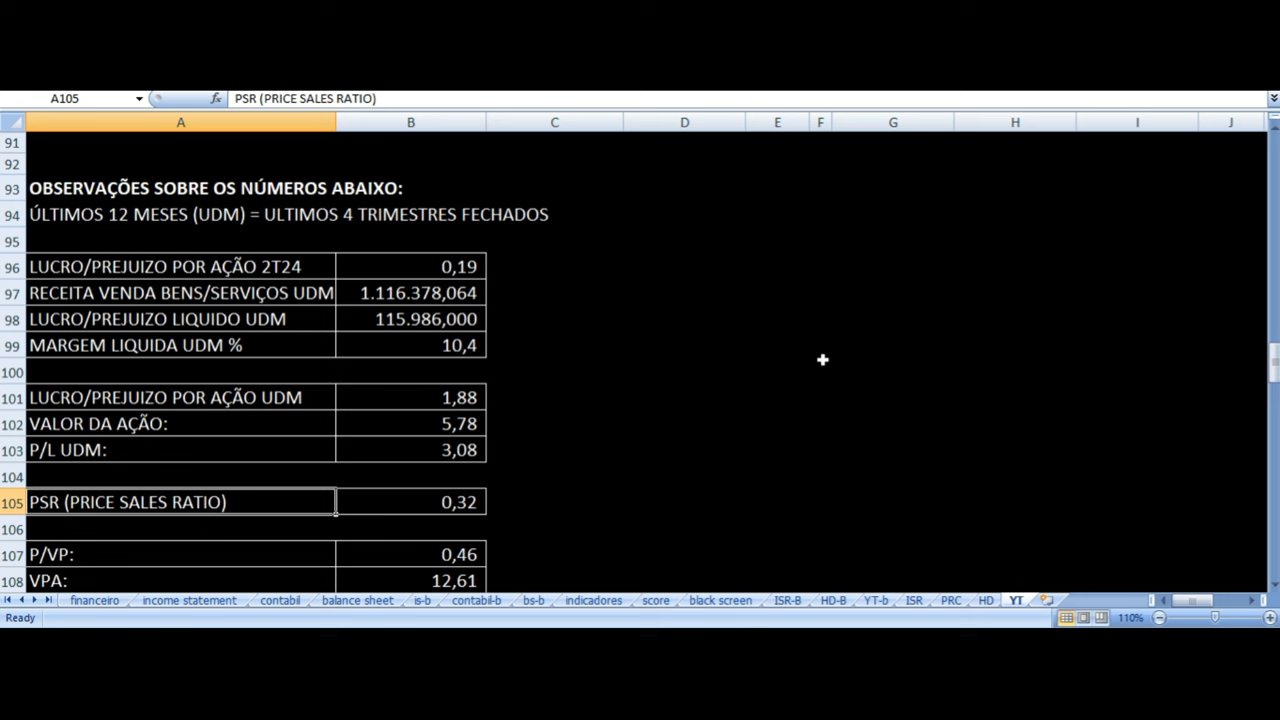 A105 fx PSR (PRICE SALES RATIO)
A B C D E F G H I J
91
92
93 OBSERVAÇÕES SOBRE OS NÚMEROS ABAIXO:
94 ÚLTIMOS 12 MESES (UDM) = ULTIMOS 4 TRIMESTRES FECHADOS
95
96 LUCRO/PREJUIZO POR AÇÃO 2T24 0,19
97 RECEITA VENDA BENS/SERVIÇOS UDM 1.116.378,064
98 LUCRO/PREJUIZO LIQUIDO UDM 115.986,000
99 MARGEM LIQUIDA UDM % 10,4
100
101 LUCRO/PREJUIZO POR AÇÃO UDM 1,88
102 VALOR DA AÇÃO: 5,78
103 P/L UDM: 3,08
104
105 PSR (PRICE SALES RATIO) 0,32
106
107 P/VP: 0,46
108 VPA: 12,61
financeiro income statement contabil balance sheet is-b contabil-b bs-b indicadores score black screen ISR-B HD-B YT-b ISR PRC HD YT
Ready 110%